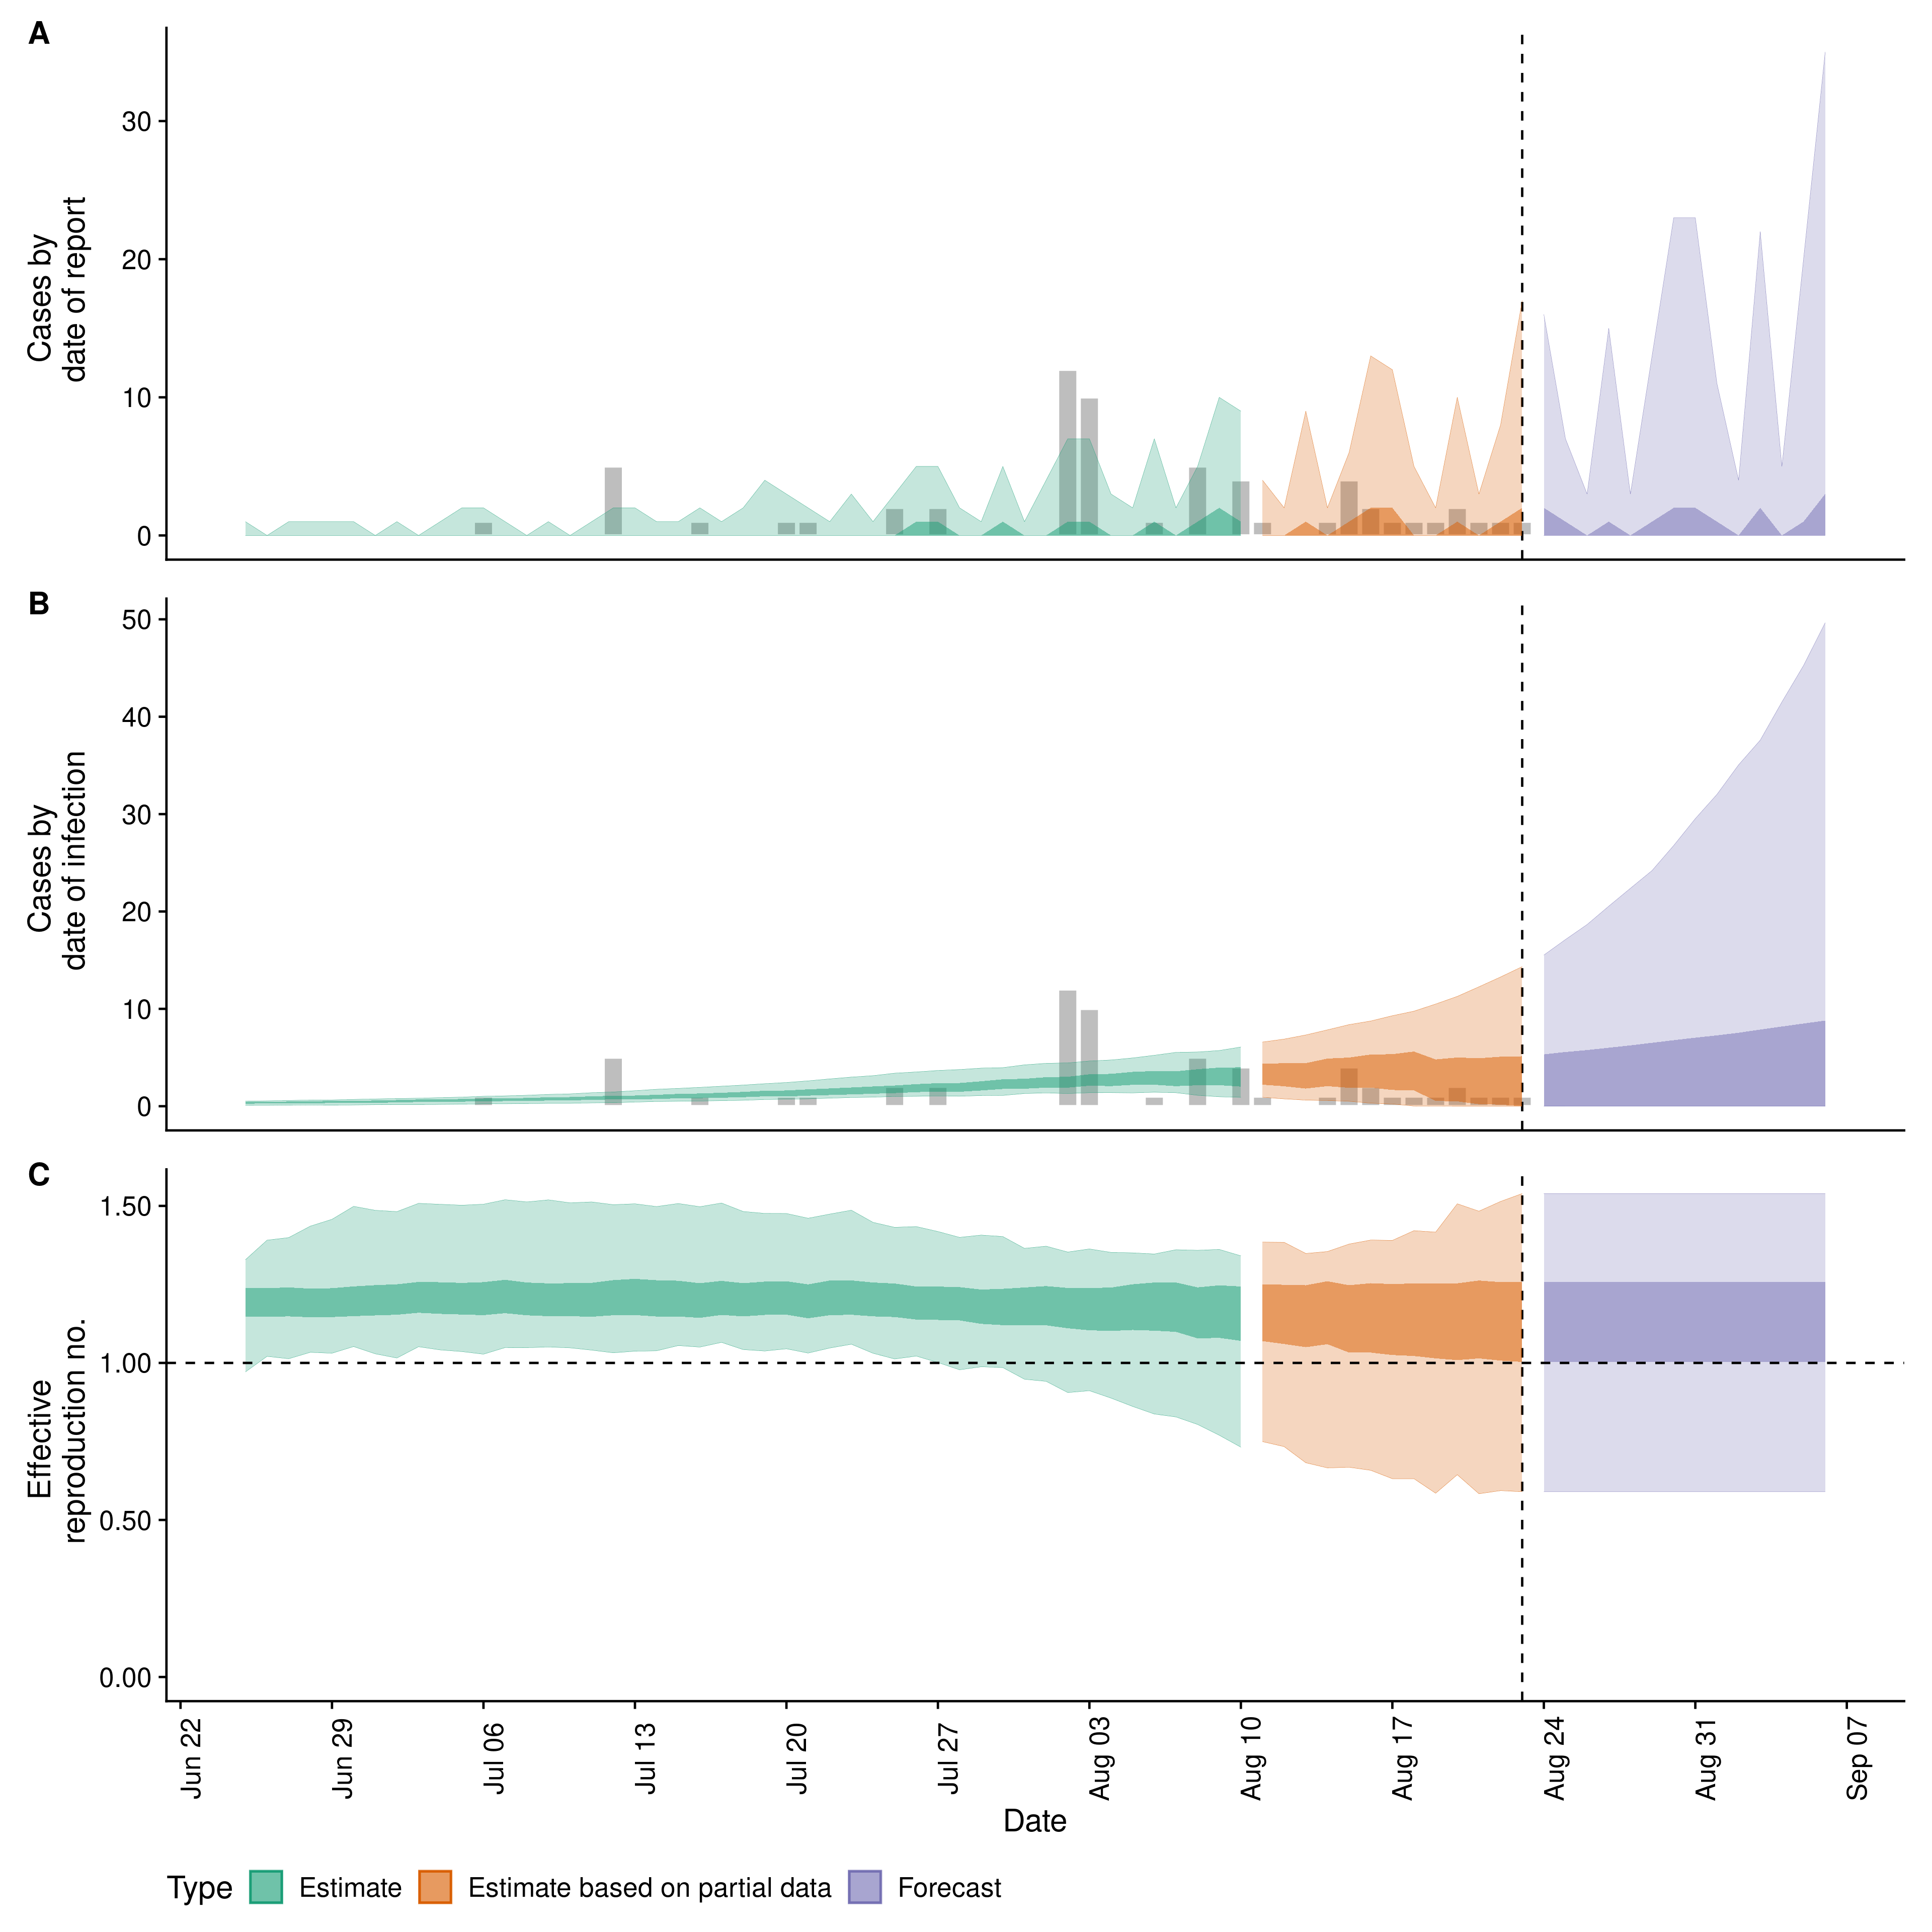 A
Cases by
date of report
30
20
10
0
B
Cases by
date of infection
50
40
30
20
10
0
C
Effective
reproduction no.
1.50
1.00
0.50
0.00
Jun 22
Jun 29
Jul 06
Jul 13
Jul 20
Jul 27
Aug 03
Aug 10
Aug 17
Aug 24
Aug 31
Sep 07
Date
Type Estimate Estimate based on partial data Forecast